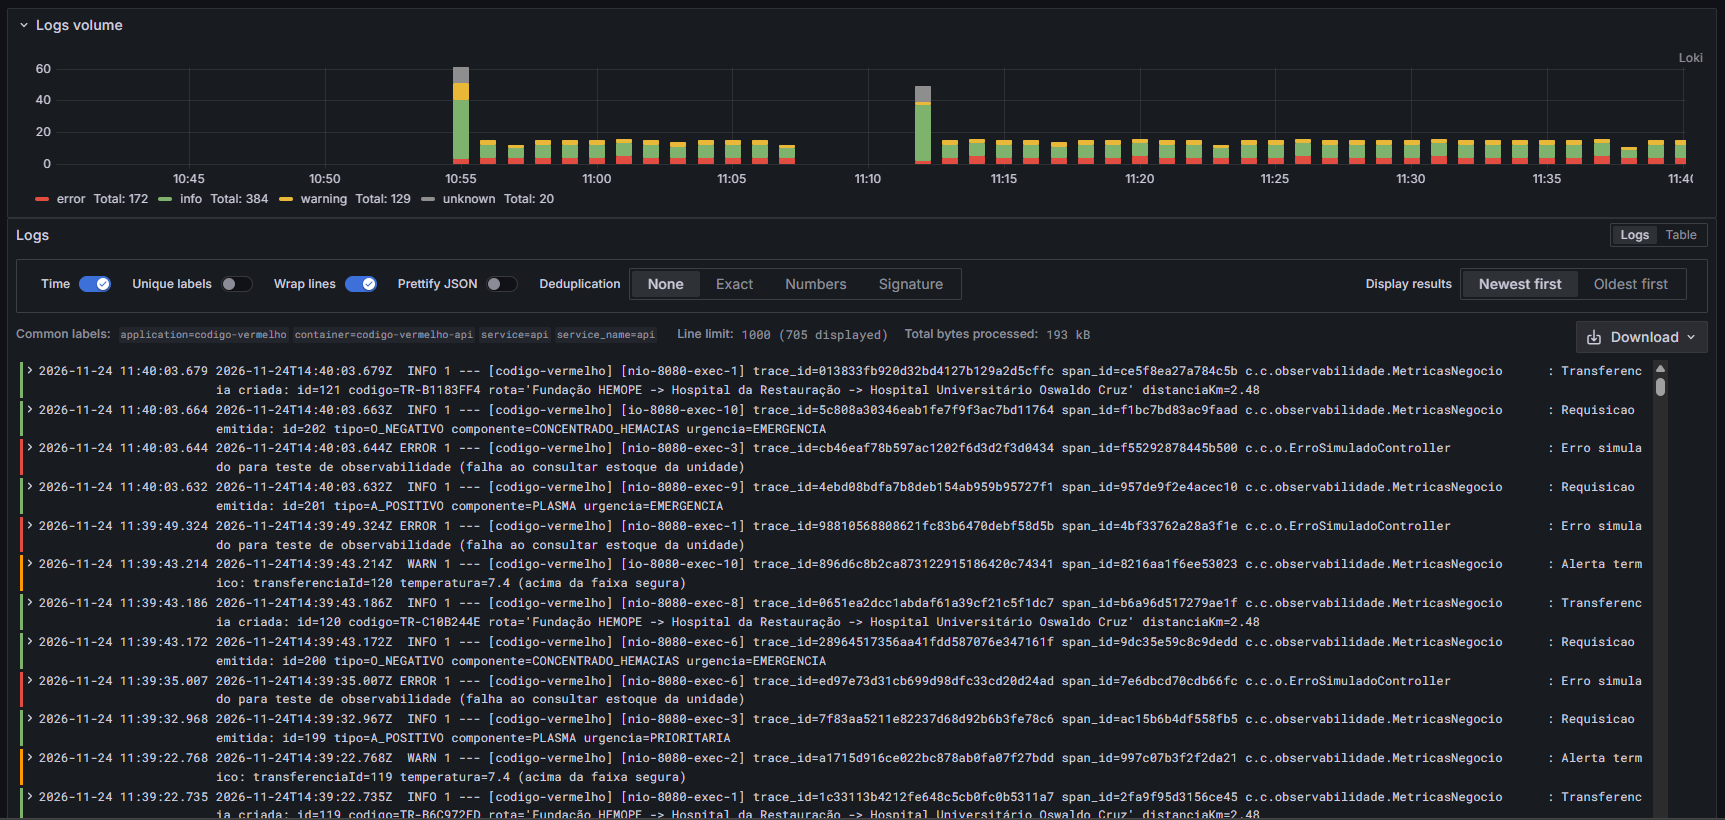 Logs volume
Loki
60
40
20
0
10:45 10:50 10:55 11:00 11:05 11:10 11:15 11:20 11:25 11:30 11:35 11:40
error Total: 172 info Total: 384 warning Total: 129 unknown Total: 20
Logs
Logs Table
Time Unique labels Wrap lines Prettify JSON Deduplication None Exact Numbers Signature Display results Newest first Oldest first
Common labels: application=codigo-vermelho container=codigo-vermelho-api service=api service_name=api Line limit: 1000 (705 displayed) Total bytes processed: 193 kB
Download
2026-11-24 11:40:03.679 2026-11-24T14:40:03.679Z INFO 1 --- [codigo-vermelho] [nio-8080-exec-1] trace_id=013833fb920d32bd4127b129a2d5cffc span_id=ce5f8ea27a784c5b c.c.observabilidade.MetricasNegocio : Transferenc
ia criada: id=121 codigo=TR-B1183FF4 rota='Fundação HEMOPE -> Hospital da Restauração -> Hospital Universitário Oswaldo Cruz' distanciaKm=2.48
2026-11-24 11:40:03.664 2026-11-24T14:40:03.663Z INFO 1 --- [codigo-vermelho] [io-8080-exec-10] trace_id=5c808a30346eab1fe7f9f3ac7bd11764 span_id=f1bc7bd83ac9faad c.c.observabilidade.MetricasNegocio : Requisicao
emitida: id=202 tipo=O_NEGATIVO componente=CONCENTRADO_HEMACIAS urgencia=EMERGENCIA
2026-11-24 11:40:03.644 2026-11-24T14:40:03.644Z ERROR 1 --- [codigo-vermelho] [nio-8080-exec-3] trace_id=cb46eaf78b597ac1202f6d3d2f3d0434 span_id=f55292878445b500 c.c.o.ErroSimuladoController : Erro simula
do para teste de observabilidade (falha ao consultar estoque da unidade)
2026-11-24 11:40:03.632 2026-11-24T14:40:03.632Z INFO 1 --- [codigo-vermelho] [nio-8080-exec-9] trace_id=4ebd08bdfa7b8deb154ab959b95727f1 span_id=957de9f2e4acec10 c.c.observabilidade.MetricasNegocio : Requisicao
emitida: id=201 tipo=A_POSITIVO componente=PLASMA urgencia=EMERGENCIA
2026-11-24 11:39:49.324 2026-11-24T14:39:49.324Z ERROR 1 --- [codigo-vermelho] [nio-8080-exec-1] trace_id=98810568808621fc83b6470debf58d5b span_id=4bf33762a28a3f1e c.c.o.ErroSimuladoController : Erro simula
do para teste de observabilidade (falha ao consultar estoque da unidade)
2026-11-24 11:39:43.214 2026-11-24T14:39:43.214Z WARN 1 --- [codigo-vermelho] [io-8080-exec-10] trace_id=896d6c8b2ca873122915186420c74341 span_id=8216aa1f6ee53023 c.c.observabilidade.MetricasNegocio : Alerta term
ico: transferenciaId=120 temperatura=7.4 (acima da faixa segura)
2026-11-24 11:39:43.186 2026-11-24T14:39:43.186Z INFO 1 --- [codigo-vermelho] [nio-8080-exec-8] trace_id=0651ea2dcc1abdaf61a39cf21c5f1dc7 span_id=b6a96d517279ae1f c.c.observabilidade.MetricasNegocio : Transferenc
ia criada: id=120 codigo=TR-C10B244E rota='Fundação HEMOPE -> Hospital da Restauração -> Hospital Universitário Oswaldo Cruz' distanciaKm=2.48
2026-11-24 11:39:43.172 2026-11-24T14:39:43.172Z INFO 1 --- [codigo-vermelho] [nio-8080-exec-6] trace_id=28964517356aa41fdd587076e347161f span_id=9dc35e59c8c9dedd c.c.observabilidade.MetricasNegocio : Requisicao
emitida: id=200 tipo=O_NEGATIVO componente=CONCENTRADO_HEMACIAS urgencia=EMERGENCIA
2026-11-24 11:39:35.007 2026-11-24T14:39:35.007Z ERROR 1 --- [codigo-vermelho] [nio-8080-exec-6] trace_id=ed97e73d31cb699d98dfc33cd20d24ad span_id=7e6dbcd70cdb66fc c.c.o.ErroSimuladoController : Erro simula
do para teste de observabilidade (falha ao consultar estoque da unidade)
2026-11-24 11:39:32.968 2026-11-24T14:39:32.967Z INFO 1 --- [codigo-vermelho] [nio-8080-exec-3] trace_id=7f83aa5211e82237d68d92b6b3fe78c6 span_id=ac15b6b4df558fb5 c.c.observabilidade.MetricasNegocio : Requisicao
emitida: id=199 tipo=A_POSITIVO componente=PLASMA urgencia=PRIORITARIA
2026-11-24 11:39:22.768 2026-11-24T14:39:22.768Z WARN 1 --- [codigo-vermelho] [nio-8080-exec-2] trace_id=a1715d916ce022bc878ab0fa07f27bdd span_id=997c07b3f2f2da21 c.c.observabilidade.MetricasNegocio : Alerta term
ico: transferenciaId=119 temperatura=7.4 (acima da faixa segura)
2026-11-24 11:39:22.735 2026-11-24T14:39:22.735Z INFO 1 --- [codigo-vermelho] [nio-8080-exec-1] trace_id=1c33113b4212fe648c5cb0fc0b5311a7 span_id=2fa9f95d3156ce45 c.c.observabilidade.MetricasNegocio : Transferenc
ia criada: id=119 codigo=TR-B6C972FD rota='Fundação HEMOPE -> Hospital da Restauração -> Hospital Universitário Oswaldo Cruz' distanciaKm=2.48